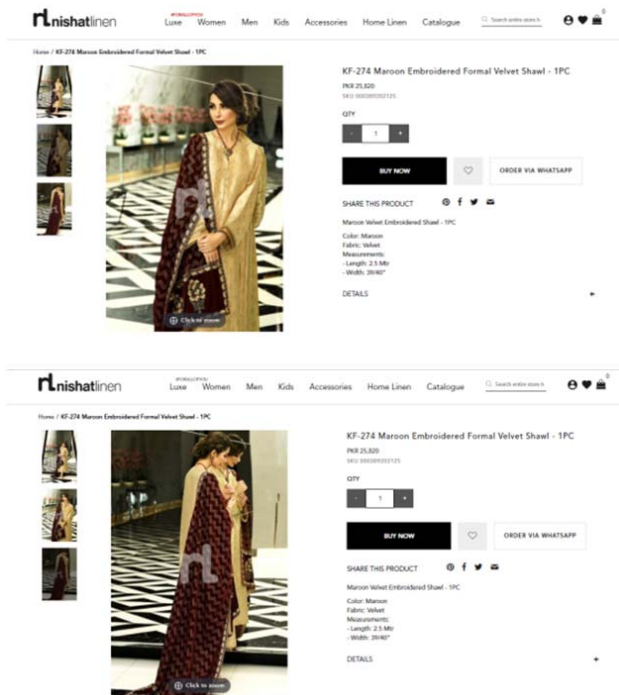 nishatlinen
#FORALLOFYOU
Luxe Women Men Kids Accessories Home Linen Catalogue
Search entire store h
0
Home / KF-274 Maroon Embroidered Formal Velvet Shawl - 1PC
KF-274 Maroon Embroidered Formal Velvet Shawl - 1PC
PKR 25,820
QTY
- 1 +
BUY NOW
ORDER VIA WHATSAPP
SHARE THIS PRODUCT
Maroon Velvet Embroidered Shawl - 1PC
Color: Maroon
Fabric: Velvet
Measurements:
- Length: 2.5 Mtr
- Width: 39/40"
DETAILS +
Click to zoom
nishatlinen
#FORALLOFYOU
Luxe Women Men Kids Accessories Home Linen Catalogue
Search entire store h
0
Home / KF-274 Maroon Embroidered Formal Velvet Shawl - 1PC
KF-274 Maroon Embroidered Formal Velvet Shawl - 1PC
PKR 25,820
QTY
- 1 +
BUY NOW
ORDER VIA WHATSAPP
SHARE THIS PRODUCT
Maroon Velvet Embroidered Shawl - 1PC
Color: Maroon
Fabric: Velvet
Measurements:
- Length: 2.5 Mtr
- Width: 39/40"
DETAILS +
Click to zoom